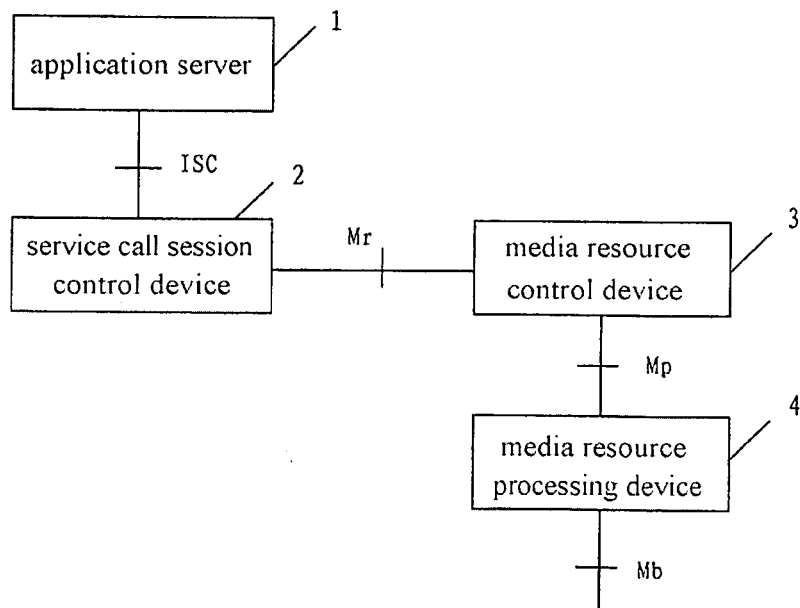 1
application server
ISC
2
service call session
control device
Mr
3
media resource
control device
Mp
4
media resource
processing device
Mb